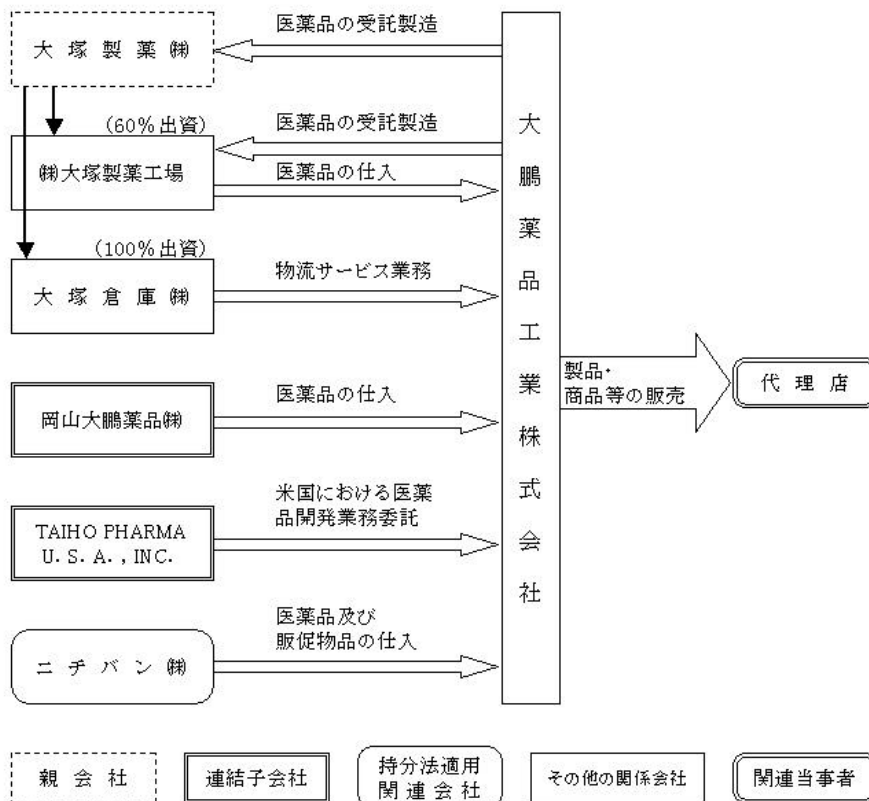 医薬品の受託製造
大塚製薬㈱
(60％出資)
医薬品の受託製造
㈱大塚製薬工場
医薬品の仕入
(100％出資)
大塚倉庫㈱
物流サービス業務
大鵬薬品工業株式会社
製品・
商品等の販売
代理店
岡山大鵬薬品㈱
医薬品の仕入
TAIHO PHARMA
U.S.A.,INC.
米国における医薬
品開発業務委託
ニチバン㈱
医薬品及び
販促物品の仕入
親会社
連結子会社
持分法適用
関連会社
その他の関係会社
関連当事者